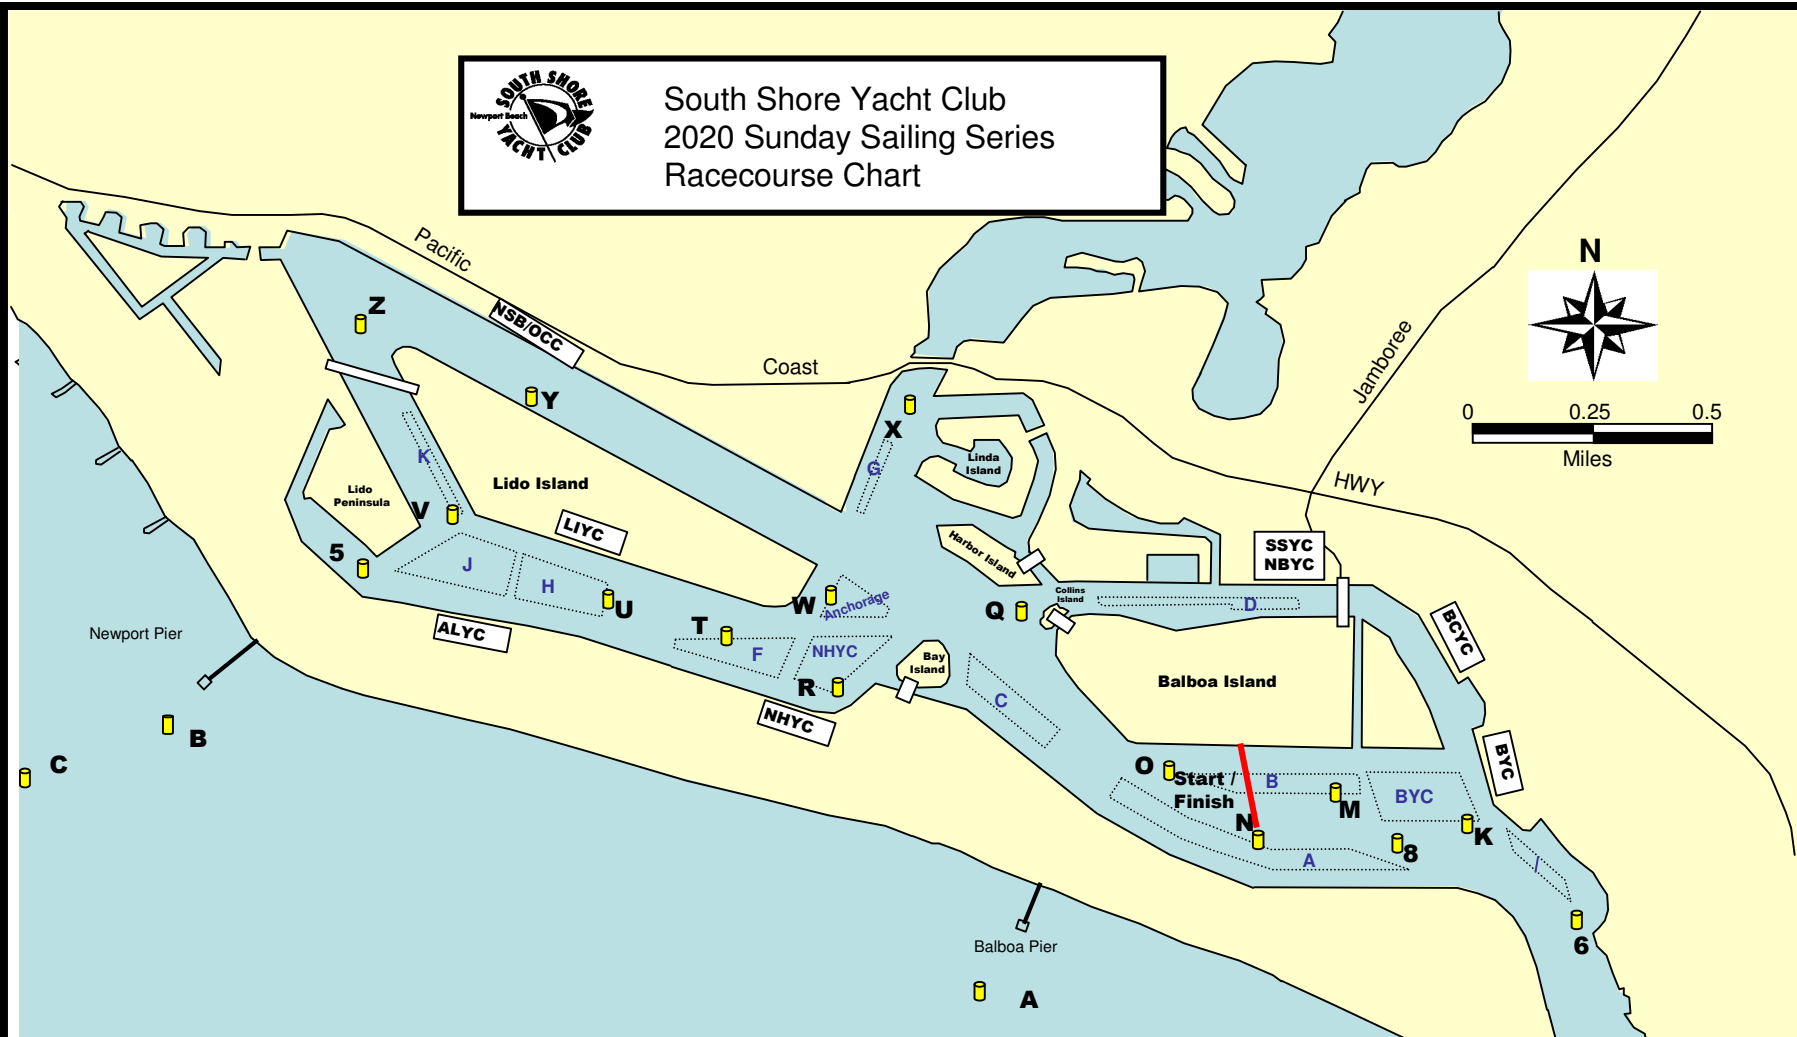 SOUTH SHORE
Newport Beach
YACHT CLUB
South Shore Yacht Club
2020 Sunday Sailing Series
Racecourse Chart
N
Pacific
Coast
HWY
Jamboree
0 0.25 0.5
Miles
Z
NSB/OCC
Y
X
G
Linda
Island
K
Lido Island
Lido
Peninsula
V
LIYC
5
J
H
U
ALYC
Harbor Island
SSYC
NBYC
Collins
Island
D
Q
W
Anchorage
T
F
NHYC
R
NHYC
Bay
Island
C
Balboa Island
BCYC
BYC
Newport Pier
B
C
O
Start /
Finish
B
M
BYC
N
K
8
A
/
6
Balboa Pier
A